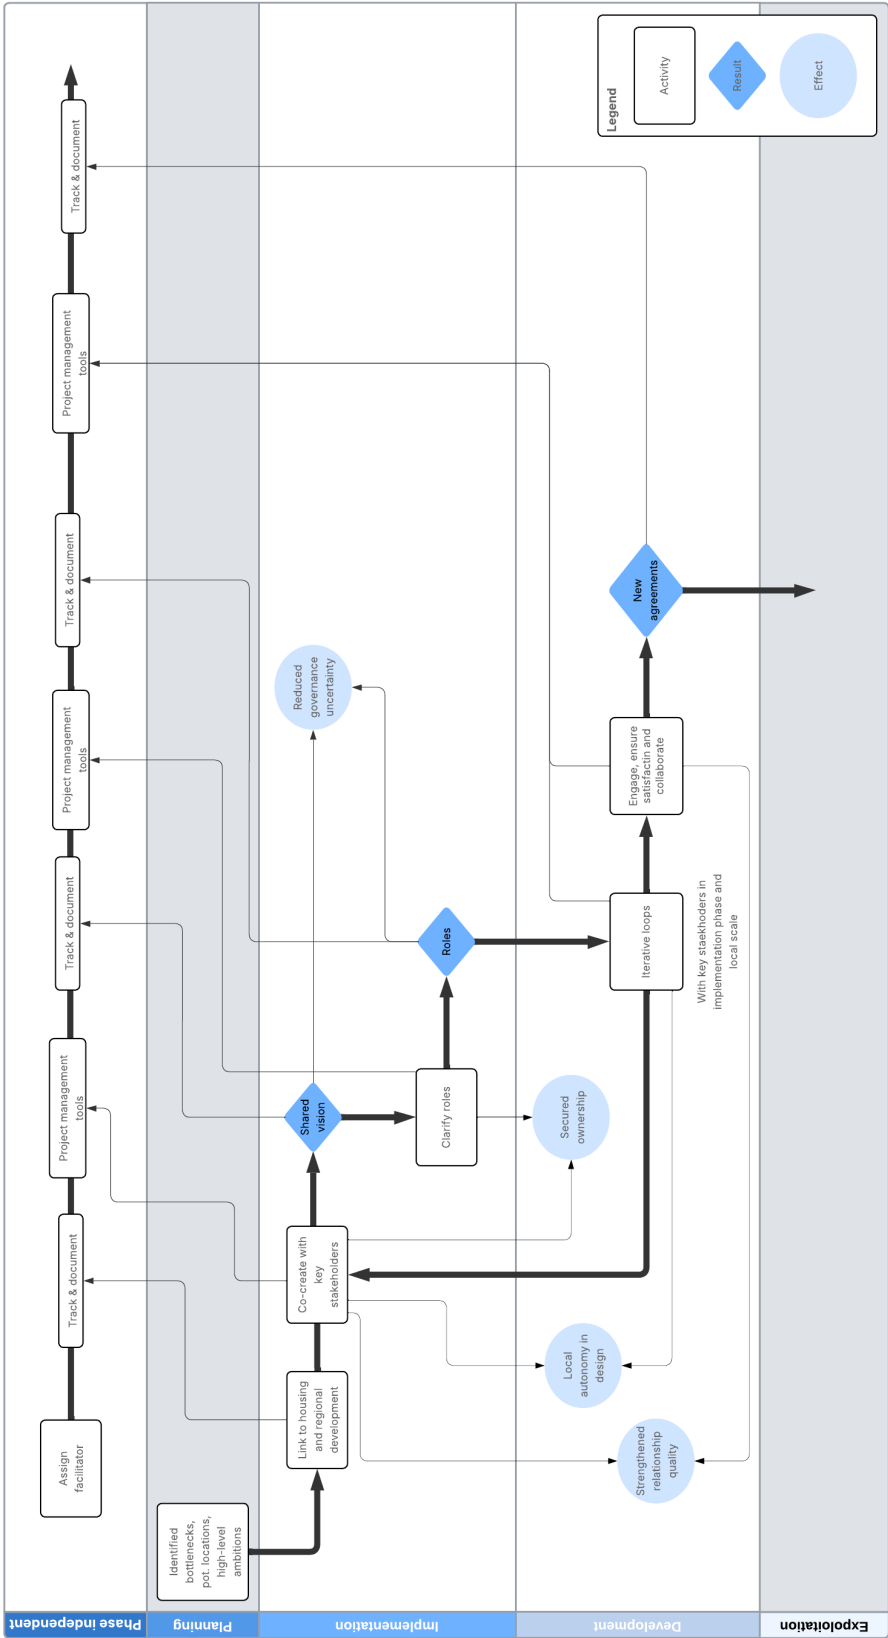 Phase independent
Assign
facilitator
Track & document
Project management
tools
Track & document
Project management
tools
Track & document
Project management
tools
Track & document
Planning
Identified
bottlenecks,
pot. locations,
high-level
ambitions
Implementation
Link to housing
and regional
development
Co-create with
key
stakeholders
Shared
vision
Reduced
governance
uncertainty
Clarify roles
Roles
Development
Strengthened
relationship
quality
Local
autonomy in
design
Secured
ownership
Iterative loops
Engage, ensure
satisfactin and
collaborate
New
agreements
With key staekhoders in
implementation phase and
local scale
Expoloitation
Legend
Activity
Result
Effect